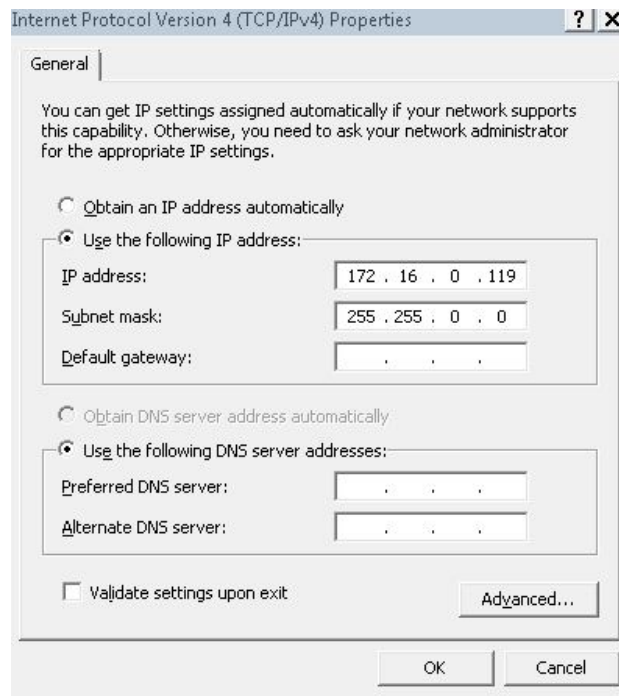 Internet Protocol Version 4 (TCP/IPv4) Properties
General
You can get IP settings assigned automatically if your network supports
this capability. Otherwise, you need to ask your network administrator
for the appropriate IP settings.
Obtain an IP address automatically
Use the following IP address:
IP address: 172 . 16 . 0 . 119
Subnet mask: 255 . 255 . 0 . 0
Default gateway: . . .
Obtain DNS server address automatically
Use the following DNS server addresses:
Preferred DNS server: . . .
Alternate DNS server: . . .
Validate settings upon exit
Advanced...
OK Cancel